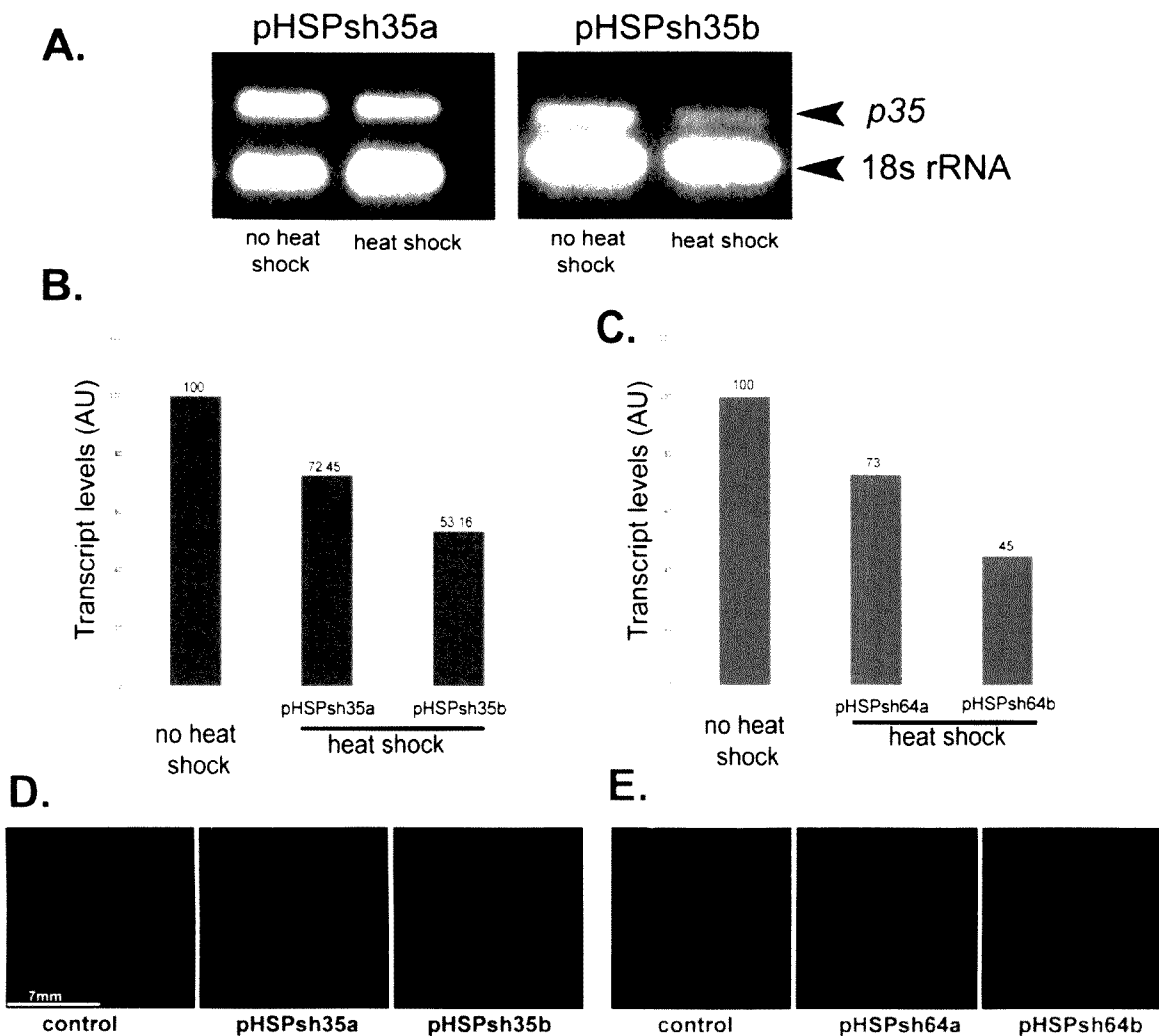 A.
pHSPsh35a
pHSPsh35b
p35
18s rRNA
no heat
shock
heat shock
no heat
shock
heat shock
B.
Transcript levels (AU)
100
72 45
53 16
pHSPsh35a
pHSPsh35b
no heat
shock
heat shock
C.
Transcript levels (AU)
100
73
45
pHSPsh64a
pHSPsh64b
no heat
shock
heat shock
D.
7mm
control
pHSPsh35a
pHSPsh35b
E.
control
pHSPsh64a
pHSPsh64b